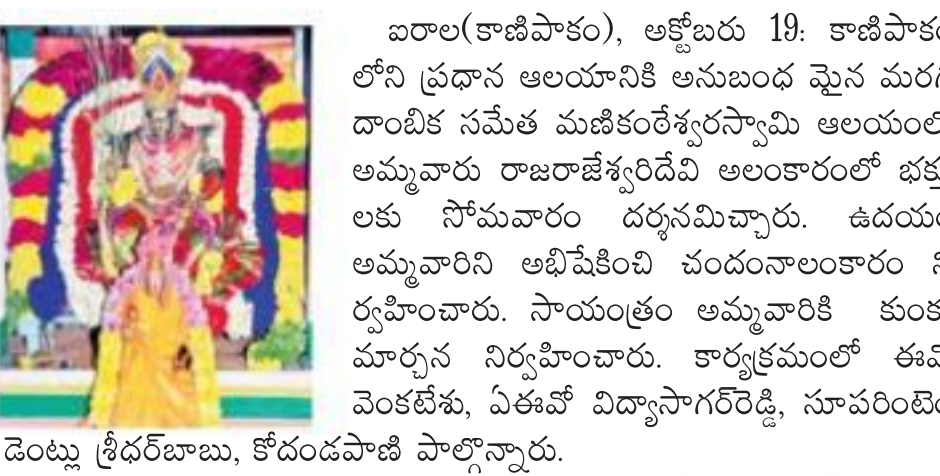 ఐరాల(కాణిపాకం), అక్టోబరు 19: కాణిపాకం
లోని ప్రధాన ఆలయానికి అనుబంధ మైన మరగ
దాంబిక సమేత మణికంఠేశ్వరస్వామి ఆలయంలో
అమ్మవారు రాజరాజేశ్వరిదేవి అలంకారంలో భక్తు
లకు సోమవారం దర్శనమిచ్చారు. ఉదయం
అమ్మవారిని అభిషేకించి చందంనాలంకారం ని
ర్వహించారు. సాయంత్రం అమ్మవారికి కుంకు
మార్చన నిర్వహించారు. కార్యక్రమంలో ఈవో
వెంకటేశు, ఏఈవో విద్యాసాగర్‌రెడ్డి, సూపరింటెం
డెంట్లు శ్రీధర్‌బాబు, కోదండపాణి పాల్గొన్నారు.